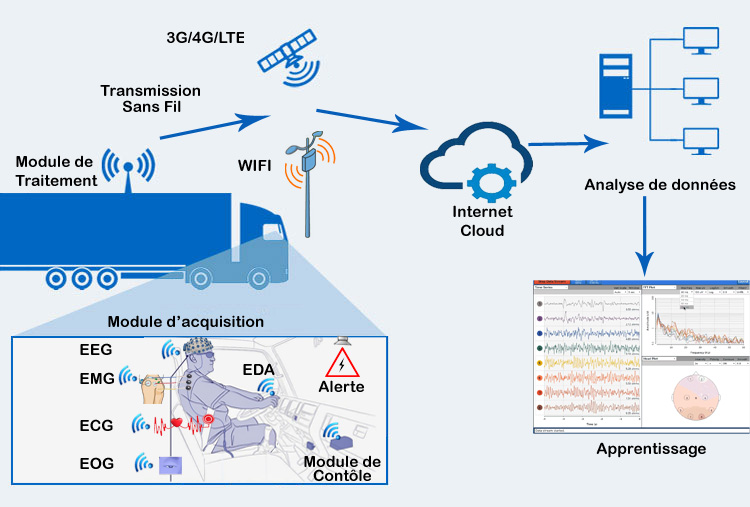 3G/4G/LTE
Transmission
Sans Fil
Module de
Traitement
WIFI
Internet
Cloud
Analyse de données
Module d'acquisition
EEG
EMG
EDA
Alerte
ECG
EOG
Module de
Contôle
Apprentissage